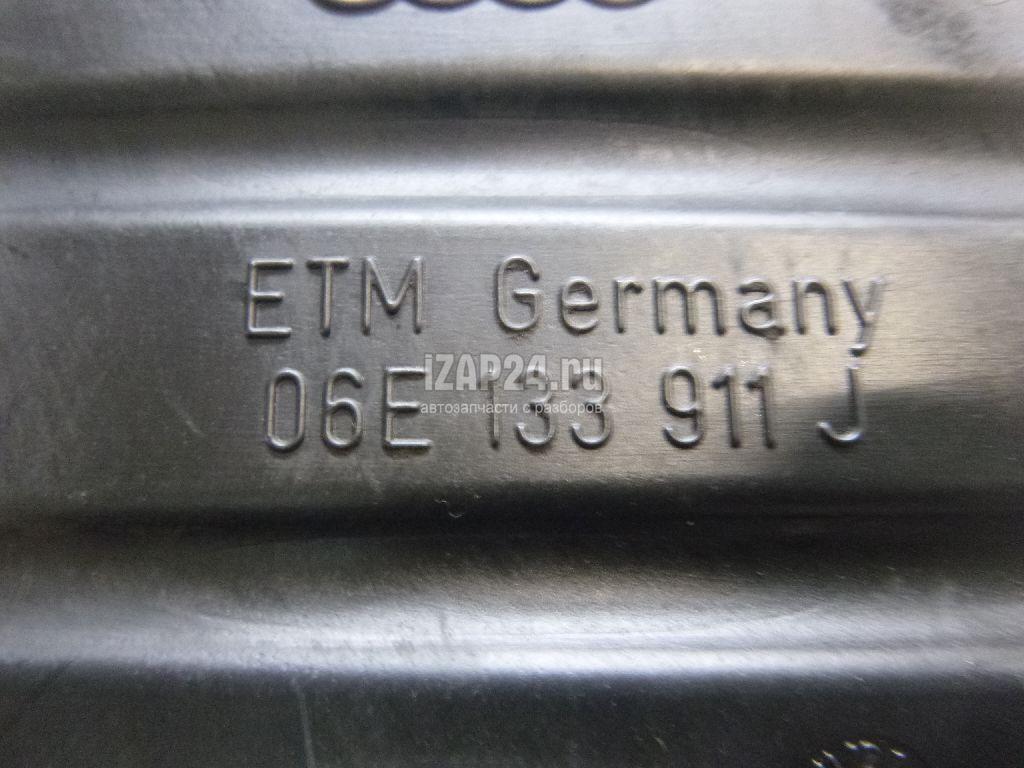 ETM Germany
iZAP24.ru
06E 133 911 J
автозапчасти с разборов